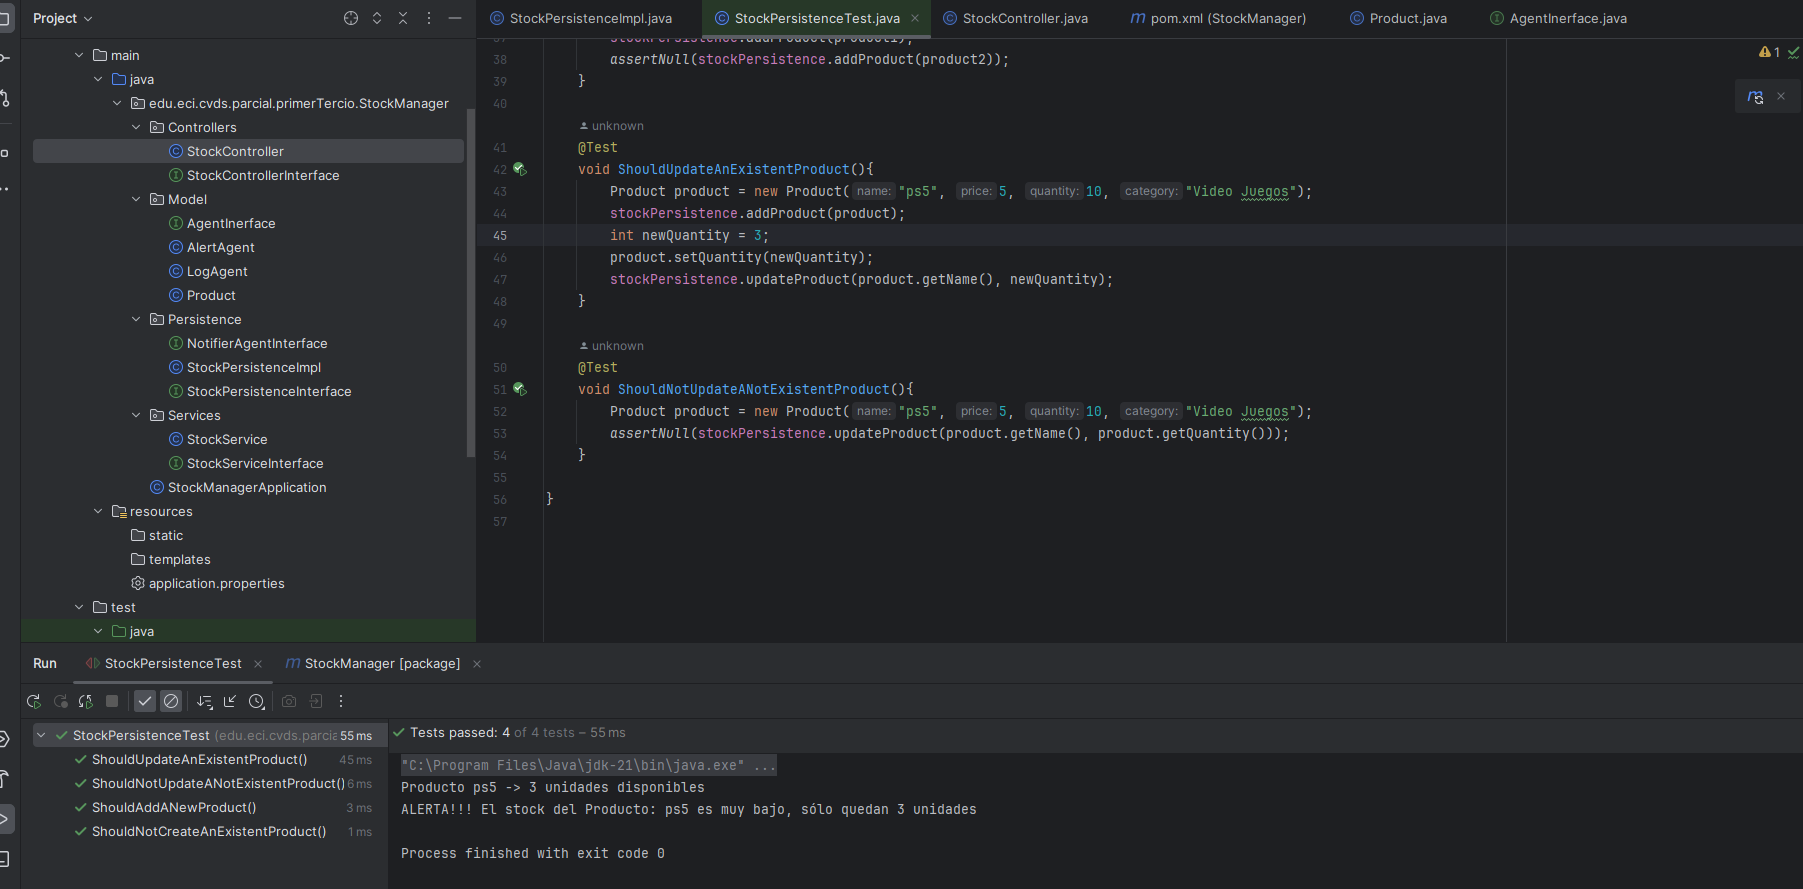 Project
StockPersistenceImpl.java
StockPersistenceTest.java
StockController.java
pom.xml (StockManager)
Product.java
AgentInerface.java
main
java
edu.eci.cvds.parcial.primerTercio.StockManager
Controllers
StockController
StockControllerInterface
Model
AgentInerface
AlertAgent
LogAgent
Product
Persistence
NotifierAgentInterface
StockPersistenceImpl
StockPersistenceInterface
Services
StockService
StockServiceInterface
StockManagerApplication
resources
static
templates
application.properties
test
java
1
38 assertNull(stockPersistence.addProduct(product2));
39 }
40
unknown
41 @Test
42 void ShouldUpdateAnExistentProduct(){
43 Product product = new Product( name: "ps5", price: 5, quantity: 10, category: "Video Juegos");
44 stockPersistence.addProduct(product);
45 int newQuantity = 3;
46 product.setQuantity(newQuantity);
47 stockPersistence.updateProduct(product.getName(), newQuantity);
48 }
49
unknown
50 @Test
51 void ShouldNotUpdateANotExistentProduct(){
52 Product product = new Product( name: "ps5", price: 5, quantity: 10, category: "Video Juegos");
53 assertNull(stockPersistence.updateProduct(product.getName(), product.getQuantity()));
54 }
55
56 }
57
Run
StockPersistenceTest
StockManager [package]
StockPersistenceTest (edu.eci.cvds.parcia 55 ms
ShouldUpdateAnExistentProduct() 45 ms
ShouldNotUpdateANotExistentProduct() 6 ms
ShouldAddANewProduct() 3 ms
ShouldNotCreateAnExistentProduct() 1 ms
Tests passed: 4 of 4 tests – 55 ms
"C:\Program Files\Java\jdk-21\bin\java.exe" ...
Producto ps5 -> 3 unidades disponibles
ALERTA!!! El stock del Producto: ps5 es muy bajo, sólo quedan 3 unidades
Process finished with exit code 0